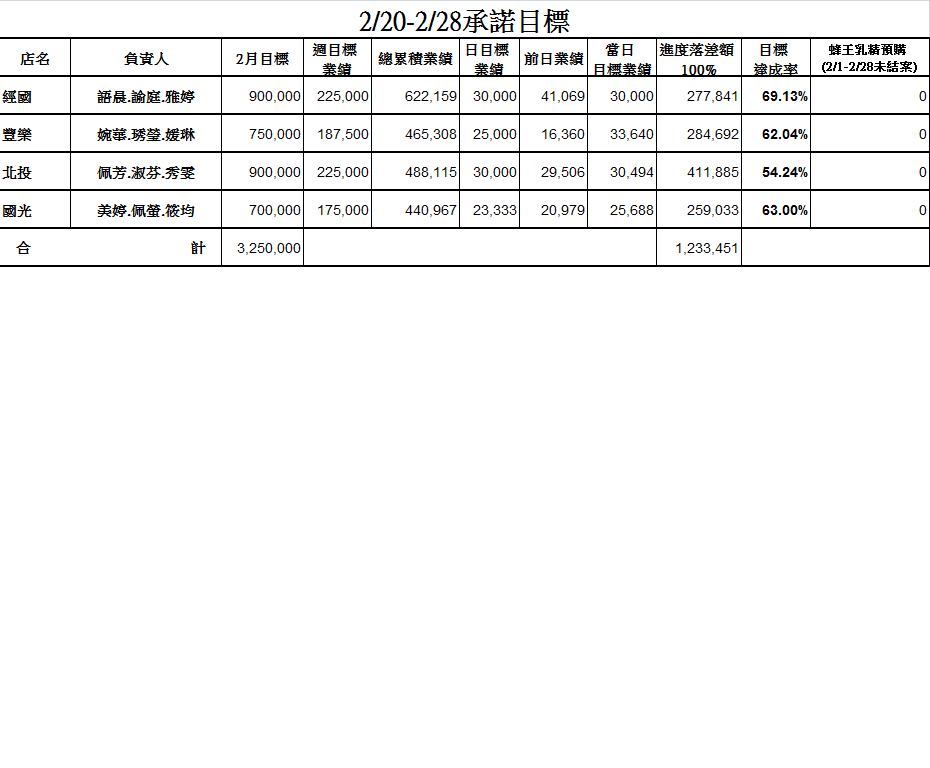 2/20-2/28承諾目標
店名 負責人 2月目標 週目標業績 總累積業績 日目標業績 前日業績 當日目標業績 進度落差額100% 目標達成率 蜂王乳精預購(2/1-2/28未結案)
經國 語晨.諭庭.雅婷 900,000 225,000 622,159 30,000 41,069 30,000 277,841 69.13% 0
豐樂 婉華.琇瑩.媛琳 750,000 187,500 465,308 25,000 16,360 33,640 284,692 62.04% 0
北投 佩芳.淑芬.秀雯 900,000 225,000 488,115 30,000 29,506 30,494 411,885 54.24% 0
國光 美婷.佩螢.筱均 700,000 175,000 440,967 23,333 20,979 25,688 259,033 63.00% 0
合 計 3,250,000 1,233,451